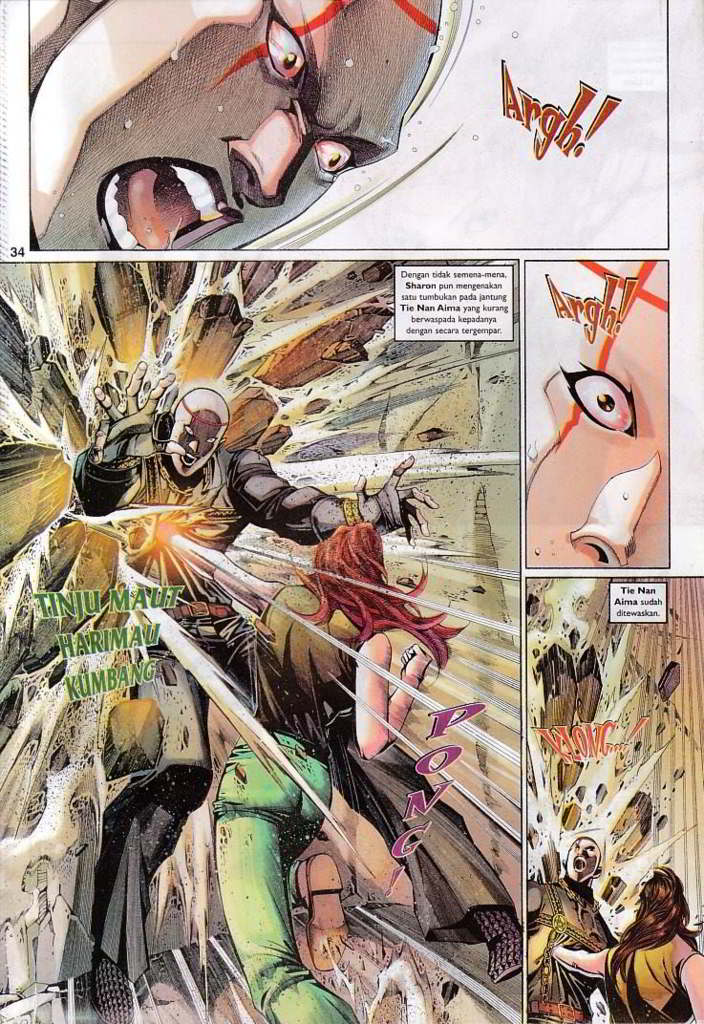 Argh!
34
Dengan tidak semena-mena,
Sharon pun mengenakan
satu tumbukan pada jantung
Tie Nan Aima yang kurang
berwaspada kepadanya
dengan secara tergempar.
Argh!
TINJU MAUT
HARIMAU
KUMBANG
PONG!
Tie Nan
Aima sudah
ditewaskan.